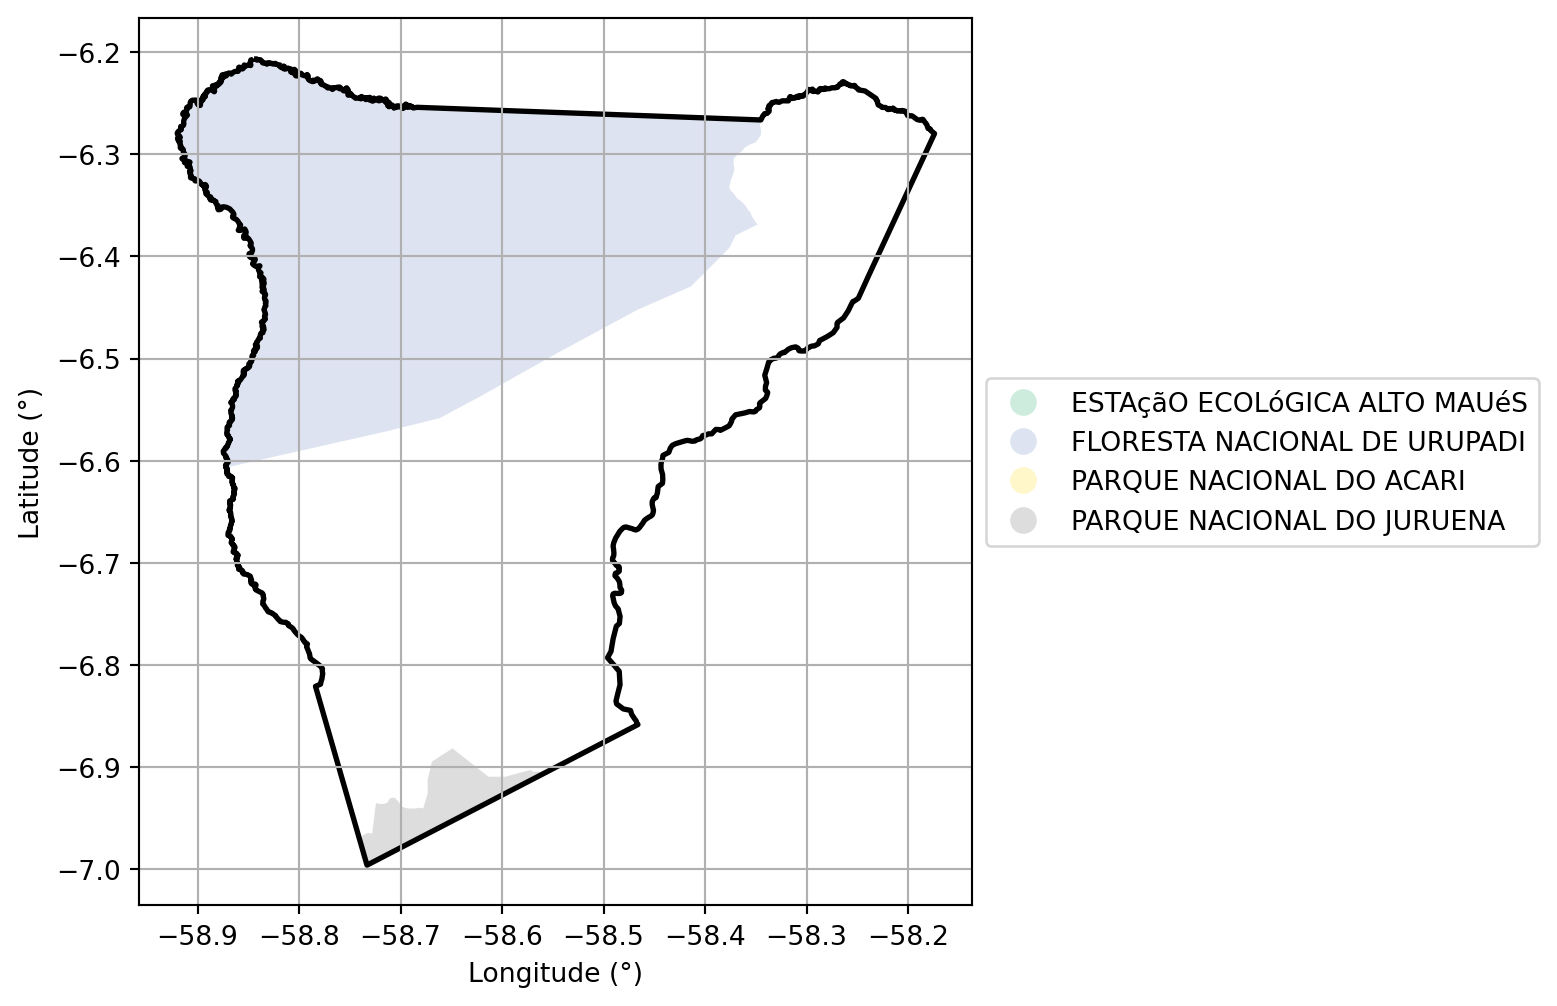 −6.2
−6.3
−6.4
−6.5
−6.6
−6.7
−6.8
−6.9
−7.0
Latitude (°)
−58.9 −58.8 −58.7 −58.6 −58.5 −58.4 −58.3 −58.2
Longitude (°)
ESTAçãO ECOLóGICA ALTO MAUéS
FLORESTA NACIONAL DE URUPADI
PARQUE NACIONAL DO ACARI
PARQUE NACIONAL DO JURUENA